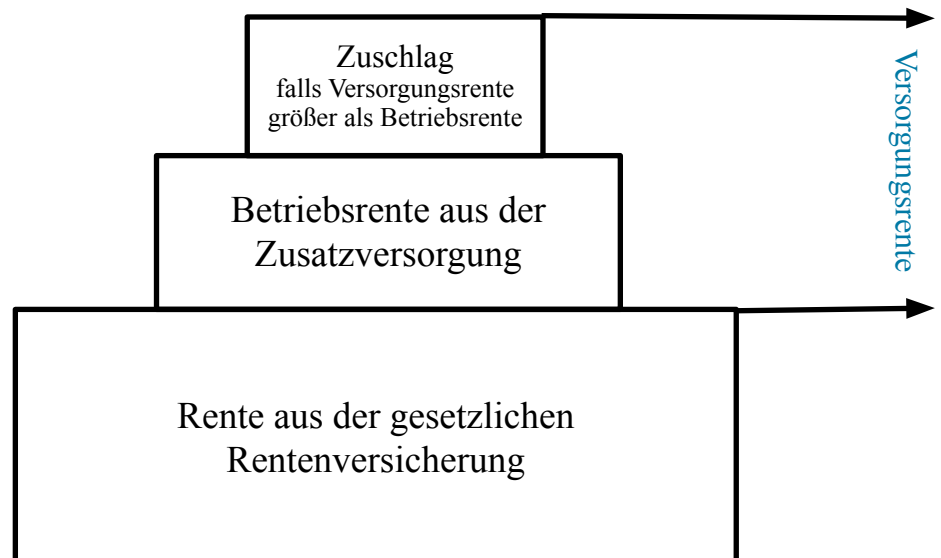 Zuschlag
falls Versorgungsrente
größer als Betriebsrente
Versorgungsrente
Betriebsrente aus der
Zusatzversorgung
Rente aus der gesetzlichen
Rentenversicherung